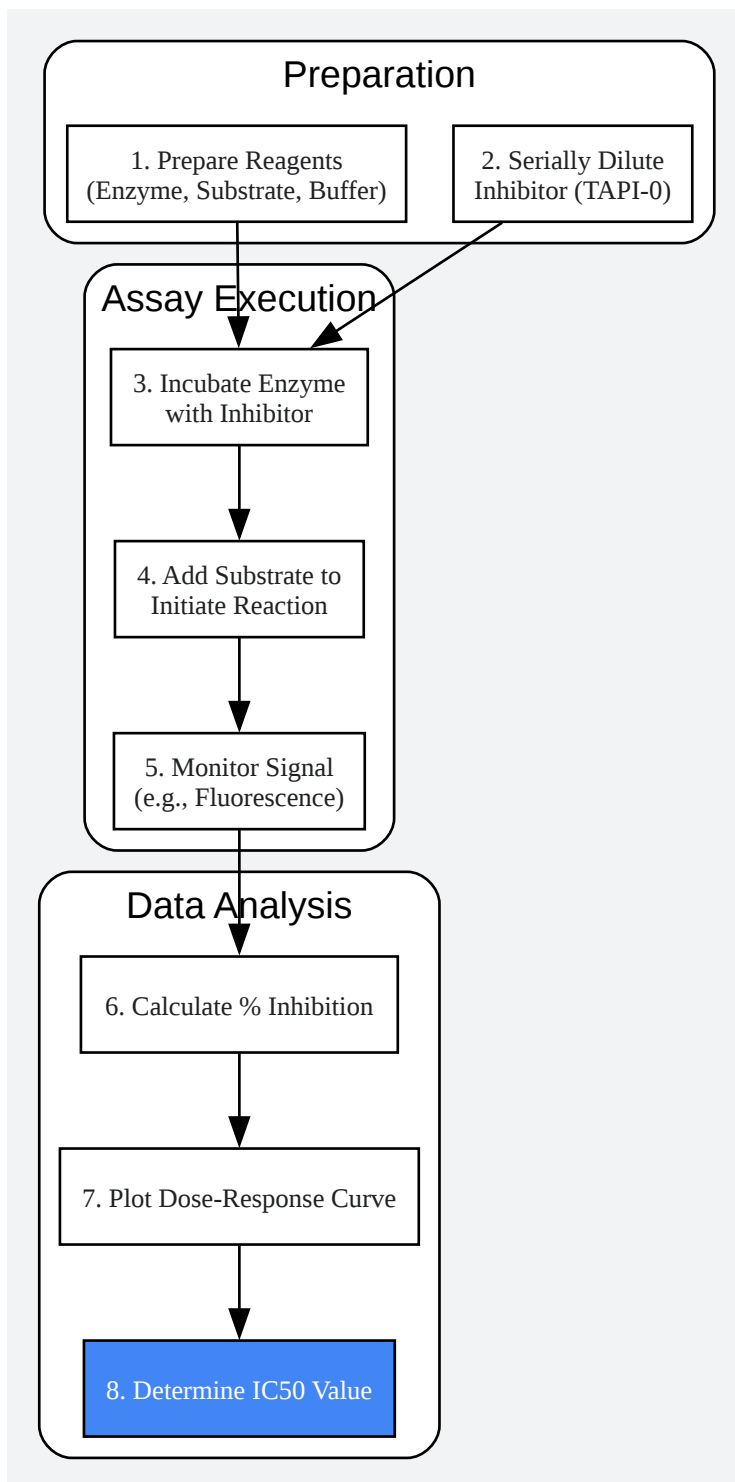 Preparation
1. Prepare Reagents
(Enzyme, Substrate, Buffer)
2. Serially Dilute
Inhibitor (TAPI-0)
Assay Execution
3. Incubate Enzyme
with Inhibitor
4. Add Substrate to
Initiate Reaction
5. Monitor Signal
(e.g., Fluorescence)
Data Analysis
6. Calculate % Inhibition
7. Plot Dose-Response Curve
8. Determine IC50 Value